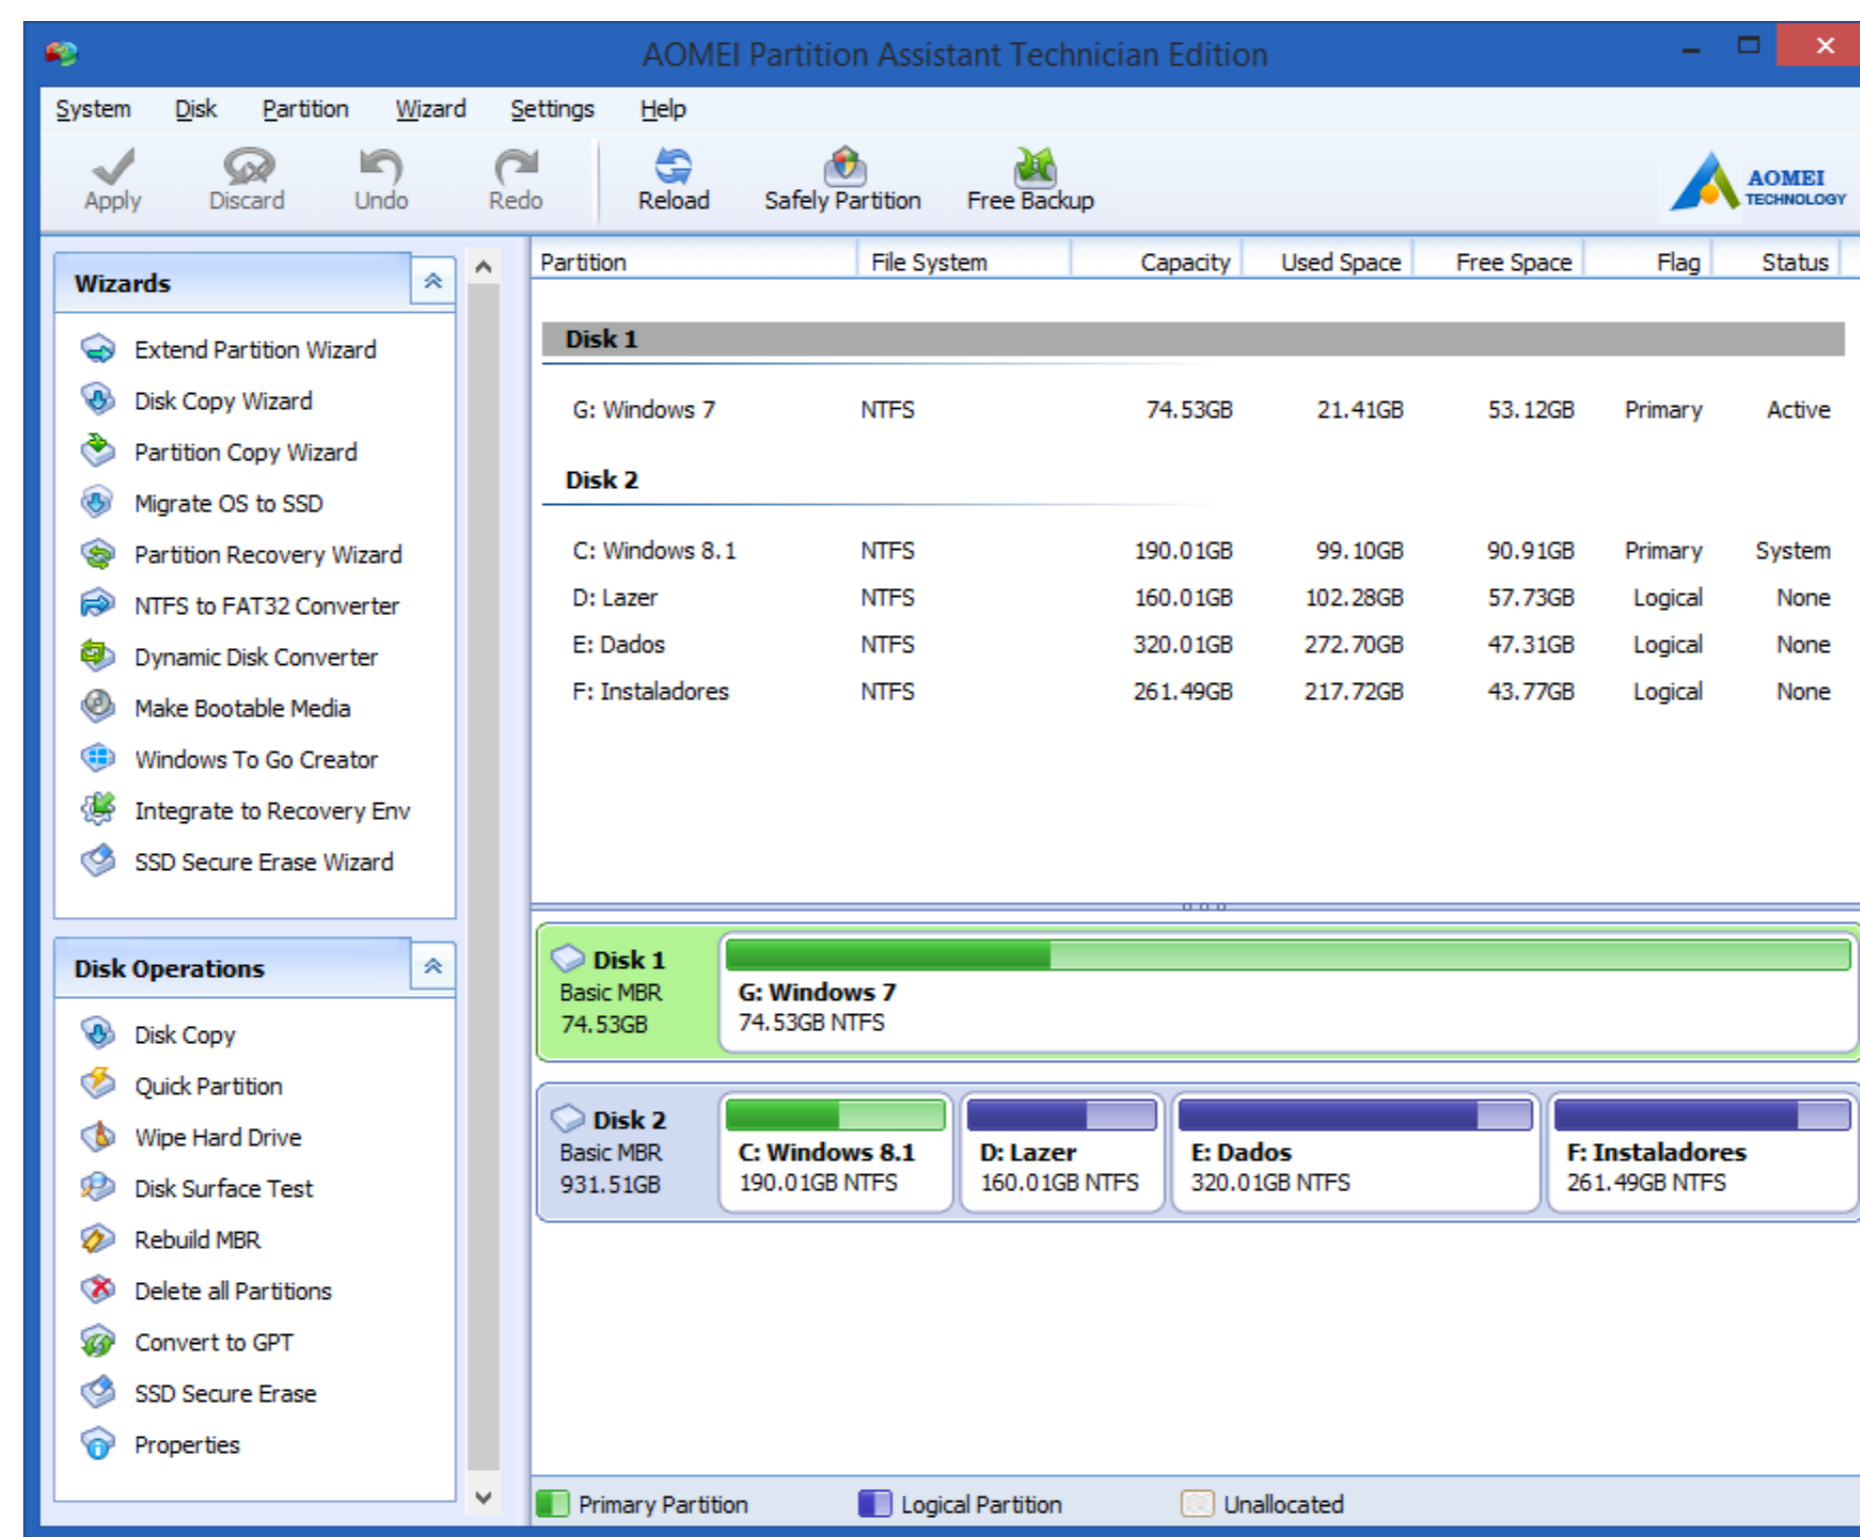 AOMEI Partition Assistant Technician Edition
System Disk Partition Wizard Settings Help
Apply Discard Undo Redo Reload Safely Partition Free Backup
AOMEI
TECHNOLOGY
Wizards
Extend Partition Wizard
Disk Copy Wizard
Partition Copy Wizard
Migrate OS to SSD
Partition Recovery Wizard
NTFS to FAT32 Converter
Dynamic Disk Converter
Make Bootable Media
Windows To Go Creator
Integrate to Recovery Env
SSD Secure Erase Wizard
Disk Operations
Disk Copy
Quick Partition
Wipe Hard Drive
Disk Surface Test
Rebuild MBR
Delete all Partitions
Convert to GPT
SSD Secure Erase
Properties
Partition File System Capacity Used Space Free Space Flag Status
Disk 1
G: Windows 7 NTFS 74.53GB 21.41GB 53.12GB Primary Active
Disk 2
C: Windows 8.1 NTFS 190.01GB 99.10GB 90.91GB Primary System
D: Lazer NTFS 160.01GB 102.28GB 57.73GB Logical None
E: Dados NTFS 320.01GB 272.70GB 47.31GB Logical None
F: Instaladores NTFS 261.49GB 217.72GB 43.77GB Logical None
Disk 1
Basic MBR
74.53GB
G: Windows 7
74.53GB NTFS
Disk 2
Basic MBR
931.51GB
C: Windows 8.1
190.01GB NTFS
D: Lazer
160.01GB NTFS
E: Dados
320.01GB NTFS
F: Instaladores
261.49GB NTFS
Primary Partition Logical Partition Unallocated